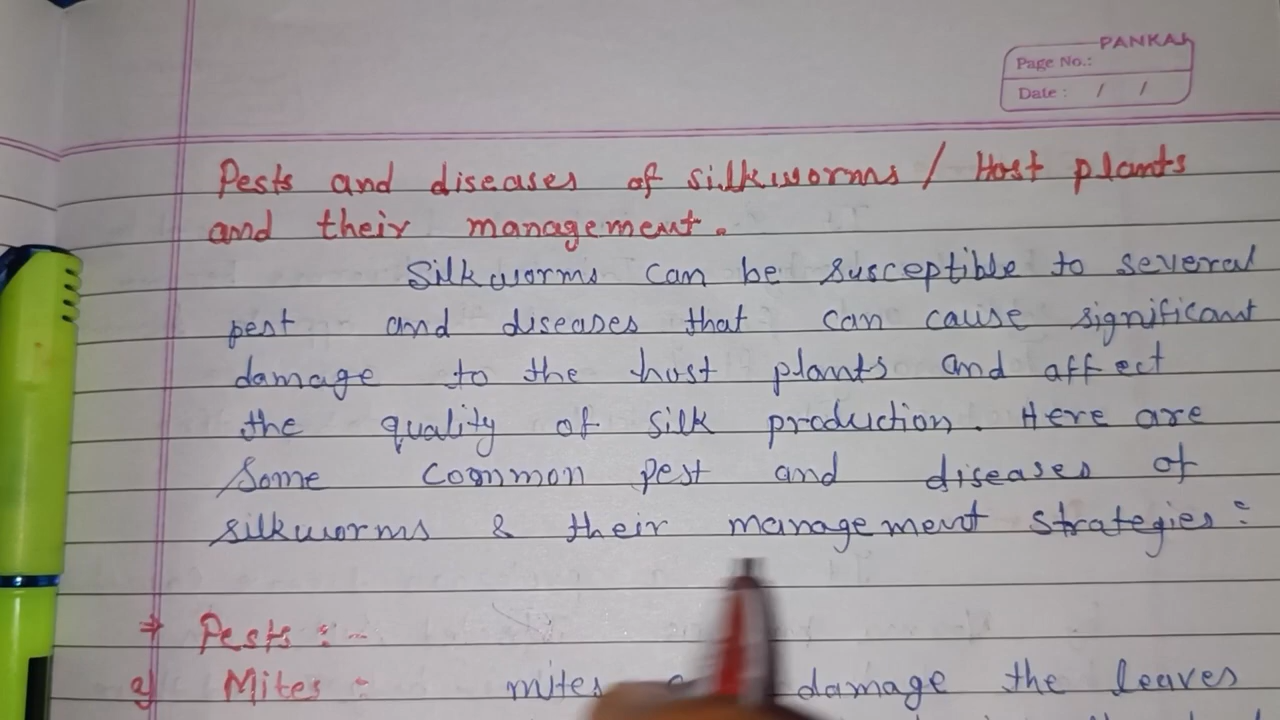 PANKAJ
Page No.:
Date : / /
Pests and diseases of silkworms / Host plants
and their management.
Silkworms can be susceptible to several
pest and diseases that can cause significant
damage to the host plants and affect
the quality of silk production. Here are
Some common pest and diseases of
silkworms & their management strategies :
⇒ Pests : -
a) Mites : mites damage the leaves